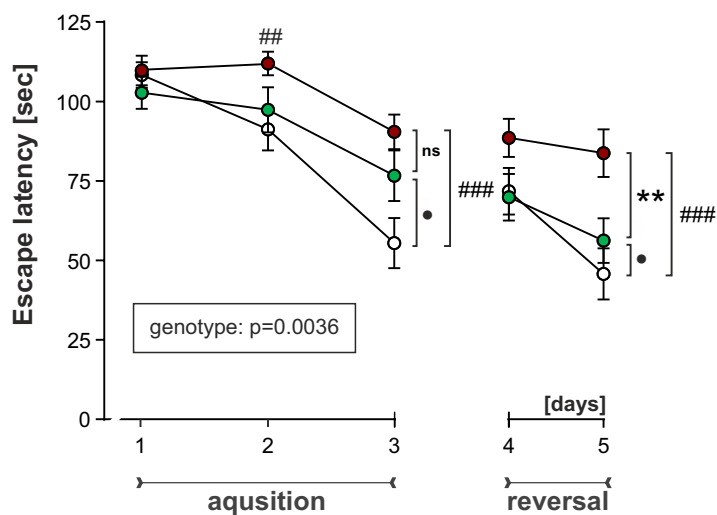 Escape latency [sec]
125
100
75
50
25
0
##
ns
•
###
**
•
###
genotype: p=0.0036
[days]
1
2
3
4
5
aqusition
reversal